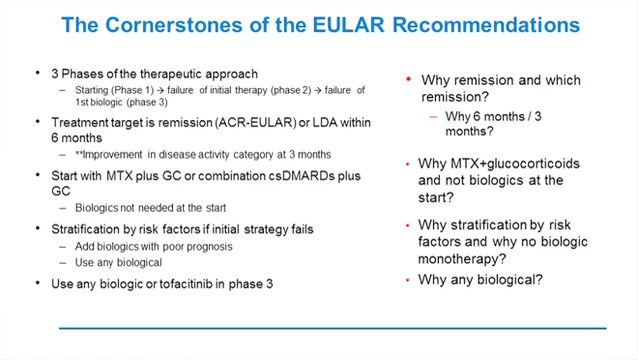 The Cornerstones of the EULAR Recommendations
• 3 Phases of the therapeutic approach
– Starting (Phase 1) → failure of initial therapy (phase 2) → failure of
1st biologic (phase 3)
• Treatment target is remission (ACR-EULAR) or LDA within
6 months
– **Improvement in disease activity category at 3 months
• Start with MTX plus GC or combination csDMARDs plus
GC
– Biologics not needed at the start
• Stratification by risk factors if initial strategy fails
– Add biologics with poor prognosis
– Use any biological
• Use any biologic or tofacitinib in phase 3
• Why remission and which
remission?
– Why 6 months / 3
months?
• Why MTX+glucocorticoids
and not biologics at the
start?
• Why stratification by risk
factors and why no biologic
monotherapy?
• Why any biological?